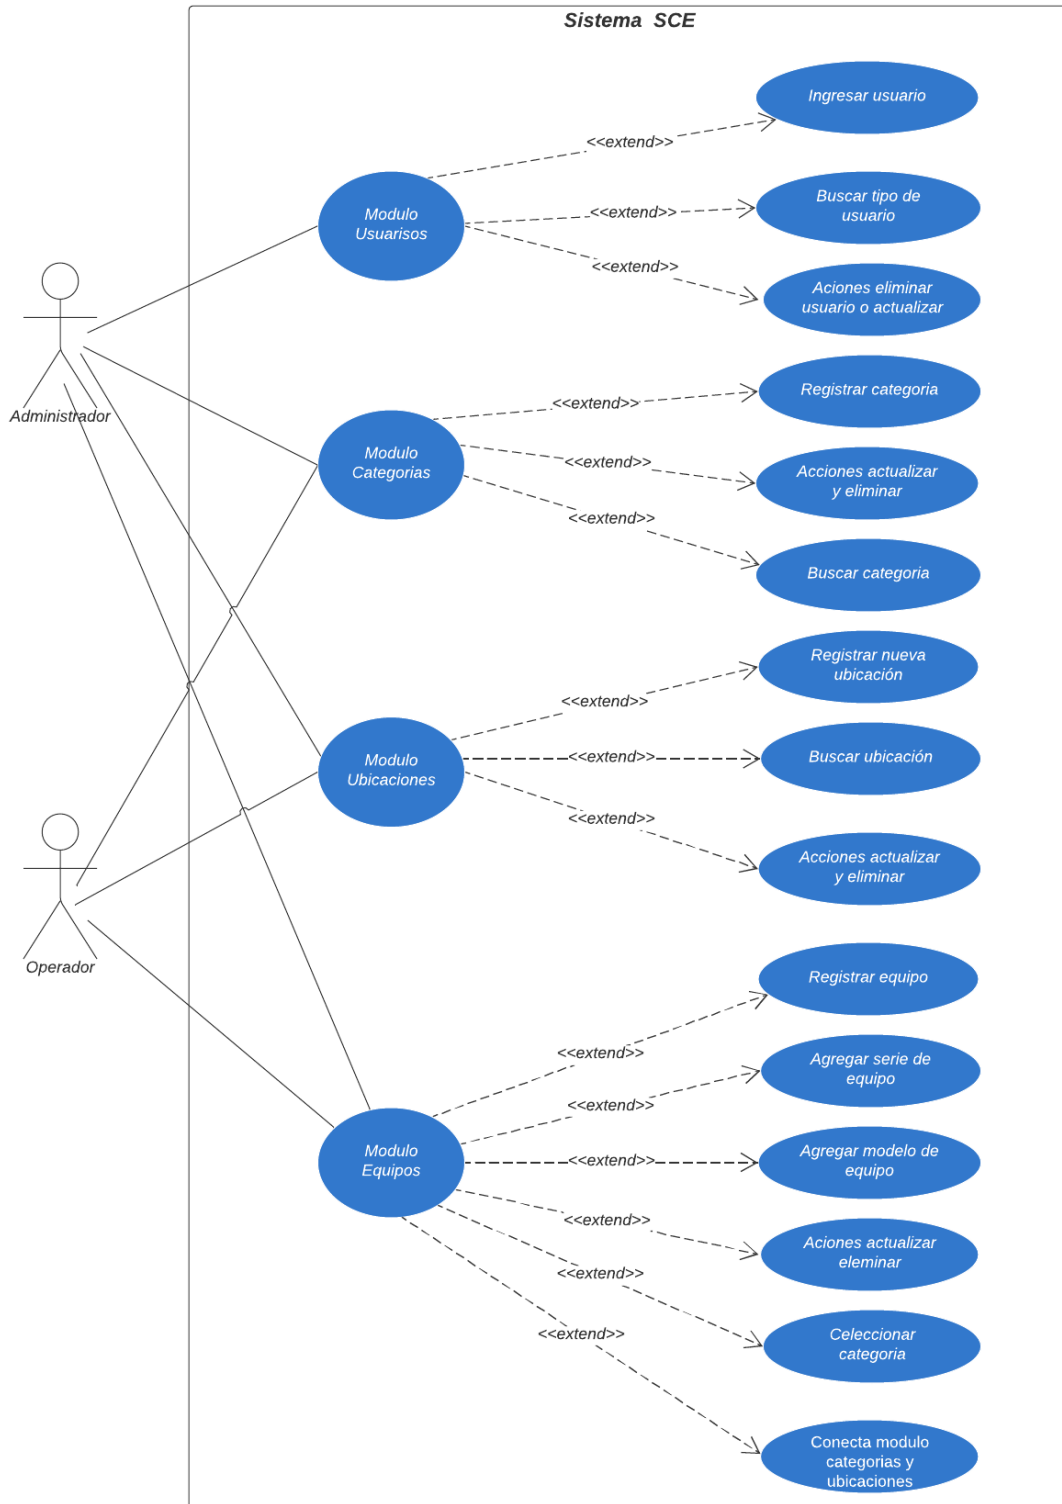 Sistema SCE
Ingresar usuario
<<extend>>
Buscar tipo de
usuario
<<extend>>
Modulo
Usuarisos
<<extend>>
Aciones eliminar
usuario o actualizar
Administrador
Registrar categoria
<<extend>>
Modulo
Categorias
<<extend>>
Acciones actualizar
y eliminar
<<extend>>
Buscar categoria
Registrar nueva
ubicación
<<extend>>
Modulo
Ubicaciones
<<extend>>
Buscar ubicación
<<extend>>
Acciones actualizar
y eliminar
Operador
Registrar equipo
<<extend>>
Agregar serie de
equipo
<<extend>>
Modulo
Equipos
<<extend>>
Agregar modelo de
equipo
<<extend>>
Aciones actualizar
eleminar
<<extend>>
Celeccionar
categoria
<<extend>>
Conecta modulo
categorias y
ubicaciones